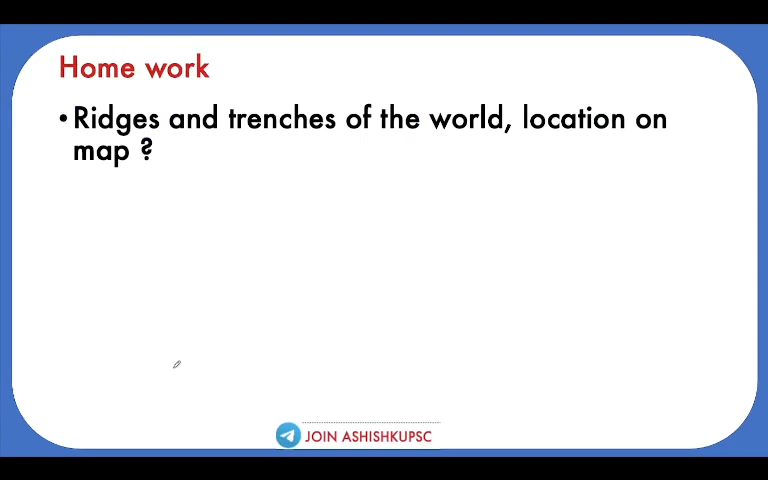 Home work
•Ridges and trenches of the world, location on
map ?
JOIN ASHISHKUPSC